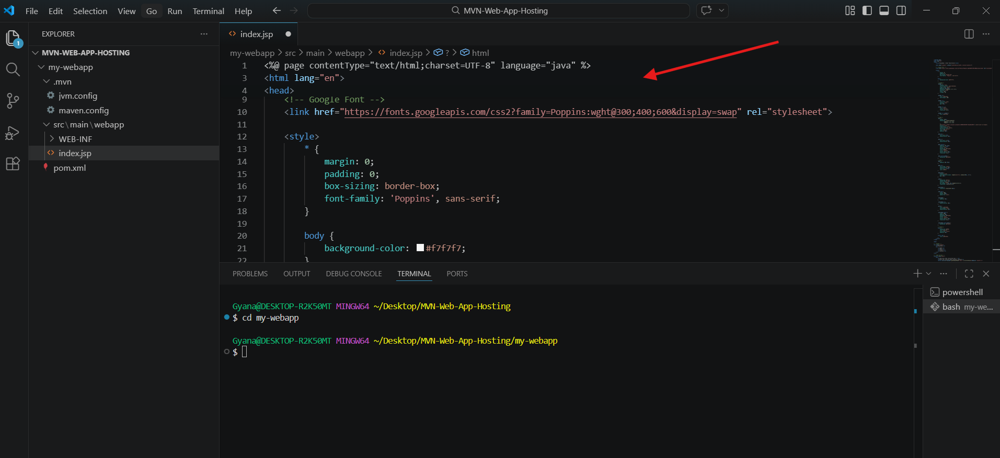 File Edit Selection View Go Run Terminal Help
MVN-Web-App-Hosting
1
EXPLORER
MVN-WEB-APP-HOSTING
my-webapp
.mvn
jvm.config
maven.config
src\main\webapp
WEB-INF
index.jsp
pom.xml
index.jsp
my-webapp > src > main > webapp > index.jsp > ? > html
1 <%@ page contentType="text/html;charset=UTF-8" language="java" %>
3 <html lang="en">
4 <head>
9 <!-- Google Font -->
10 <link href="https://fonts.googleapis.com/css2?family=Poppins:wght@300;400;600&display=swap" rel="stylesheet">
11
12 <style>
13 * {
14 margin: 0;
15 padding: 0;
16 box-sizing: border-box;
17 font-family: 'Poppins', sans-serif;
18 }
19
20 body {
21 background-color: #f7f7f7;
22 }
PROBLEMS OUTPUT DEBUG CONSOLE TERMINAL PORTS
Gyana@DESKTOP-R2K50MT MINGW64 ~/Desktop/MVN-Web-App-Hosting
$ cd my-webapp
Gyana@DESKTOP-R2K50MT MINGW64 ~/Desktop/MVN-Web-App-Hosting/my-webapp
$
powershell
bash my-we...